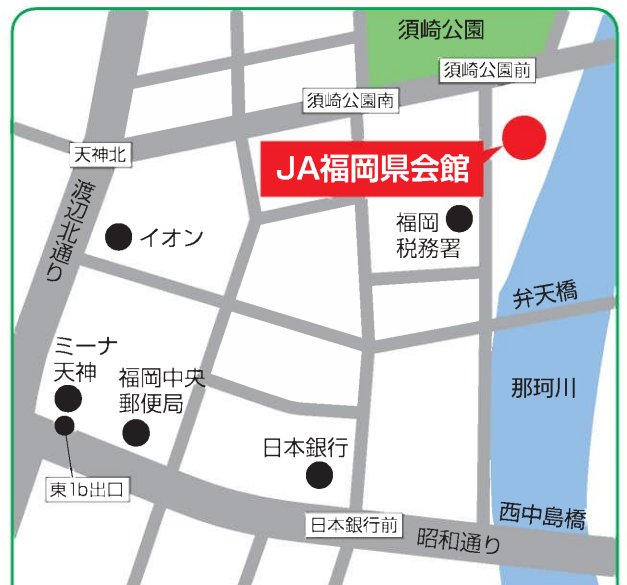 須崎公園
須崎公園前
須崎公園南
天神北
JA福岡県会館
渡辺北通り
イオン
福岡
税務署
弁天橋
ミーナ
天神
福岡中央
郵便局
那珂川
日本銀行
東1b出口
日本銀行前
西中島橋
昭和通り